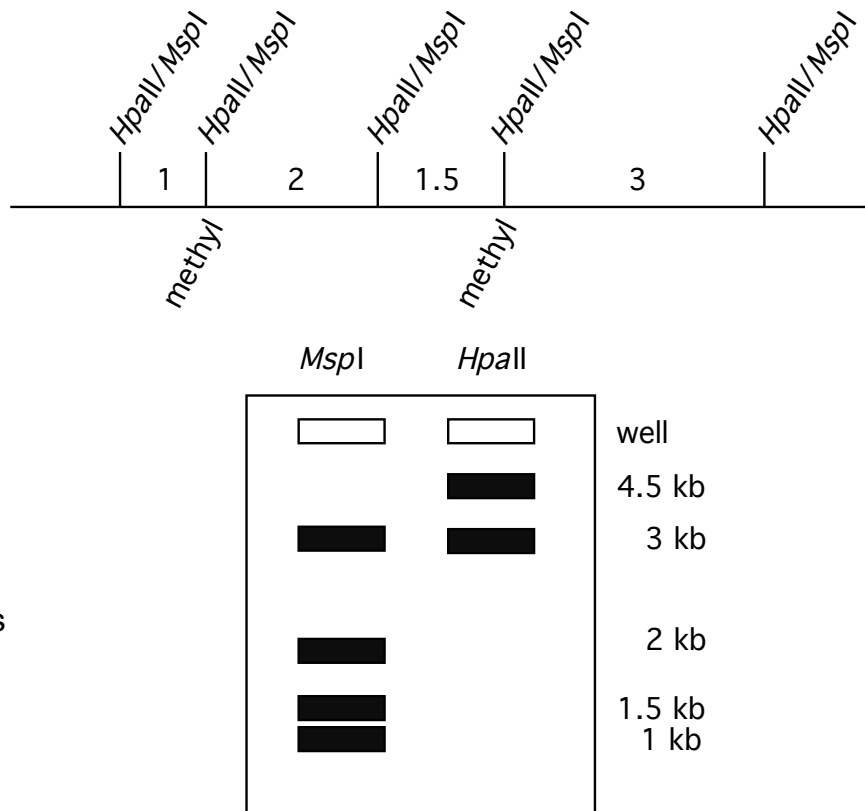 HpaII/MspI
HpaII/MspI
HpaII/MspI
HpaII/MspI
HpaII/MspI
1 2 1.5 3
methyl methyl
MspI HpaII
well
4.5 kb
3 kb
s
2 kb
1.5 kb
1 kb